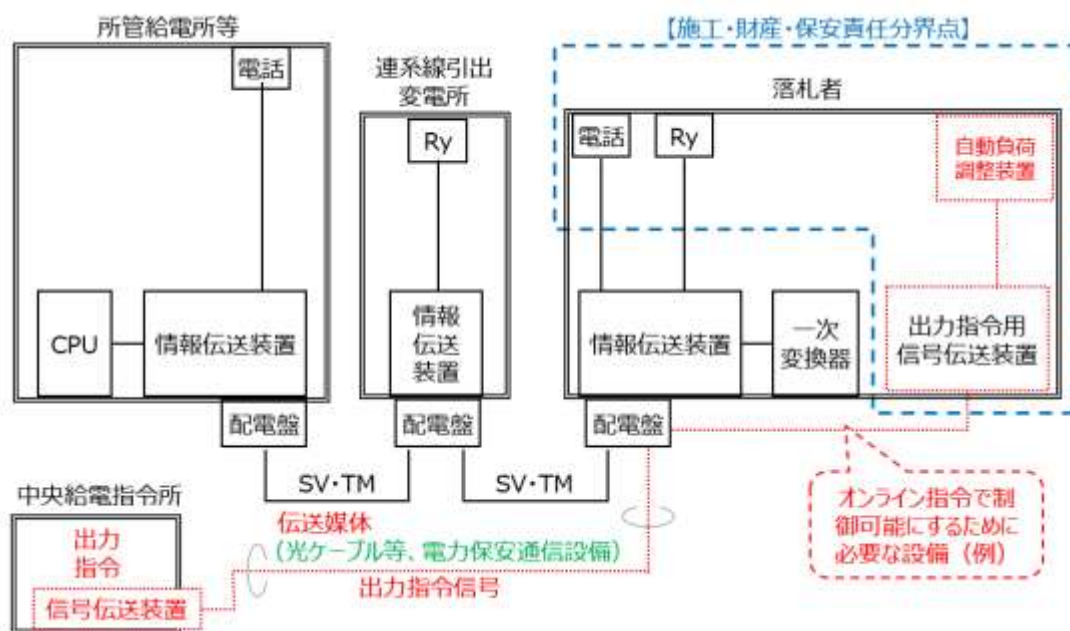 所管給電所等
電話
CPU
情報伝送装置
配電盤
連系線引出
変電所
Ry
情報
伝送
装置
配電盤
【施工・財産・保安責任分界点】
落札者
電話
Ry
自動負荷
調整装置
情報伝送装置
一次
変換器
出力指令用
信号伝送装置
配電盤
SV・TM
SV・TM
中央給電指令所
出力
指令
信号伝送装置
伝送媒体
（光ケーブル等、電力保安通信設備）
出力指令信号
オンライン指令で制
御可能にするために
必要な設備（例）